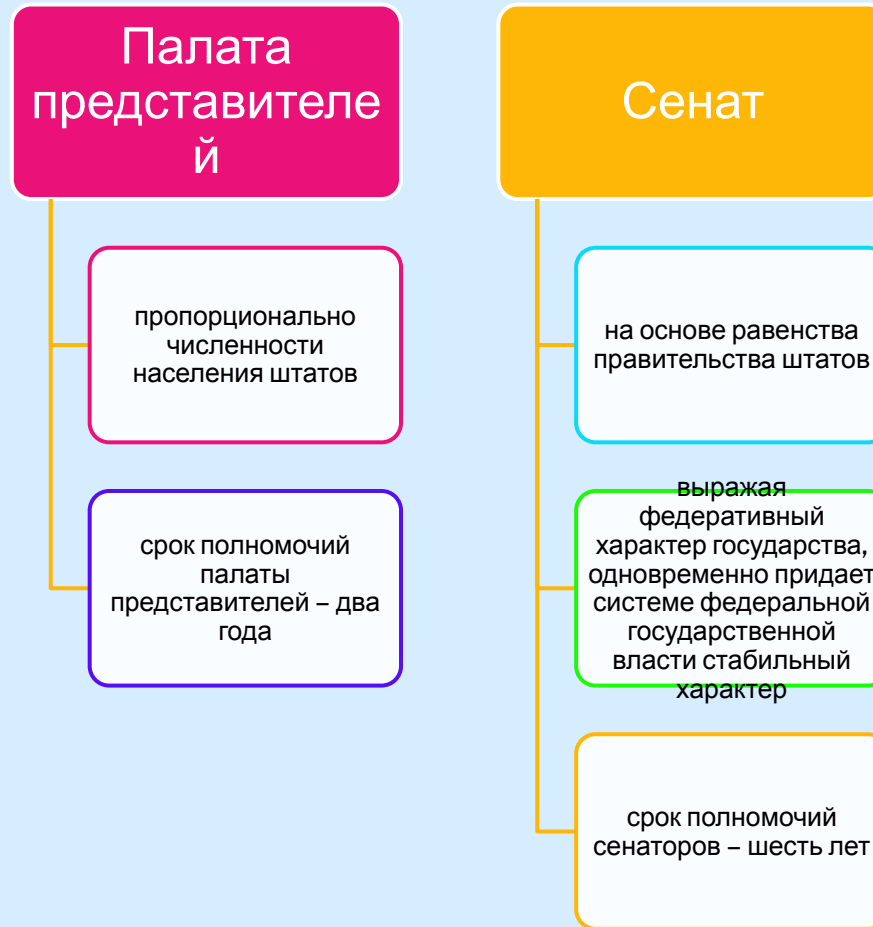 Палата
представителе
й
пропорционально
численности
населения штатов
срок полномочий
палаты
представителей – два
года
Сенат
на основе равенства
правительства штатов
выражая
федеративный
характер государства,
одновременно придает
системе федеральной
государственной
власти стабильный
характер
срок полномочий
сенаторов – шесть лет